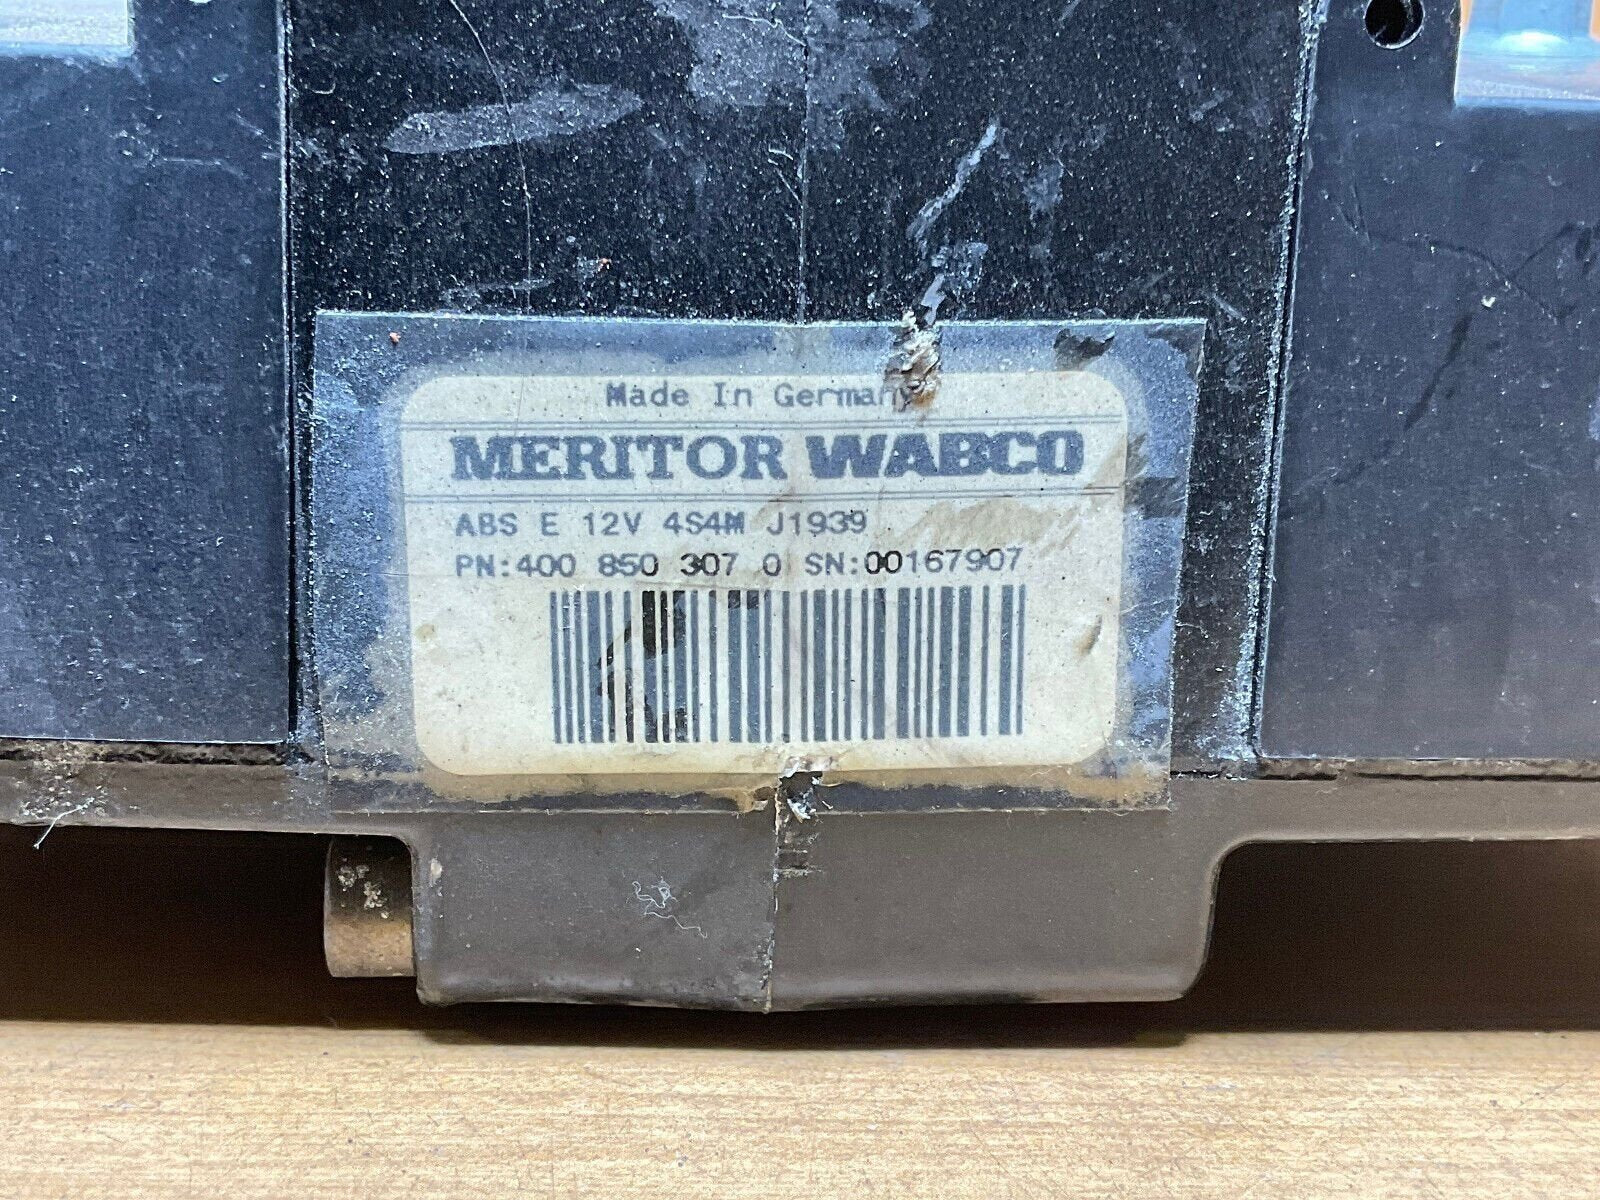 Made In Germany
MERITOR WABCO
ABS E 12V 4S4M J1939
PN:400 850 307 0 SN:00167907